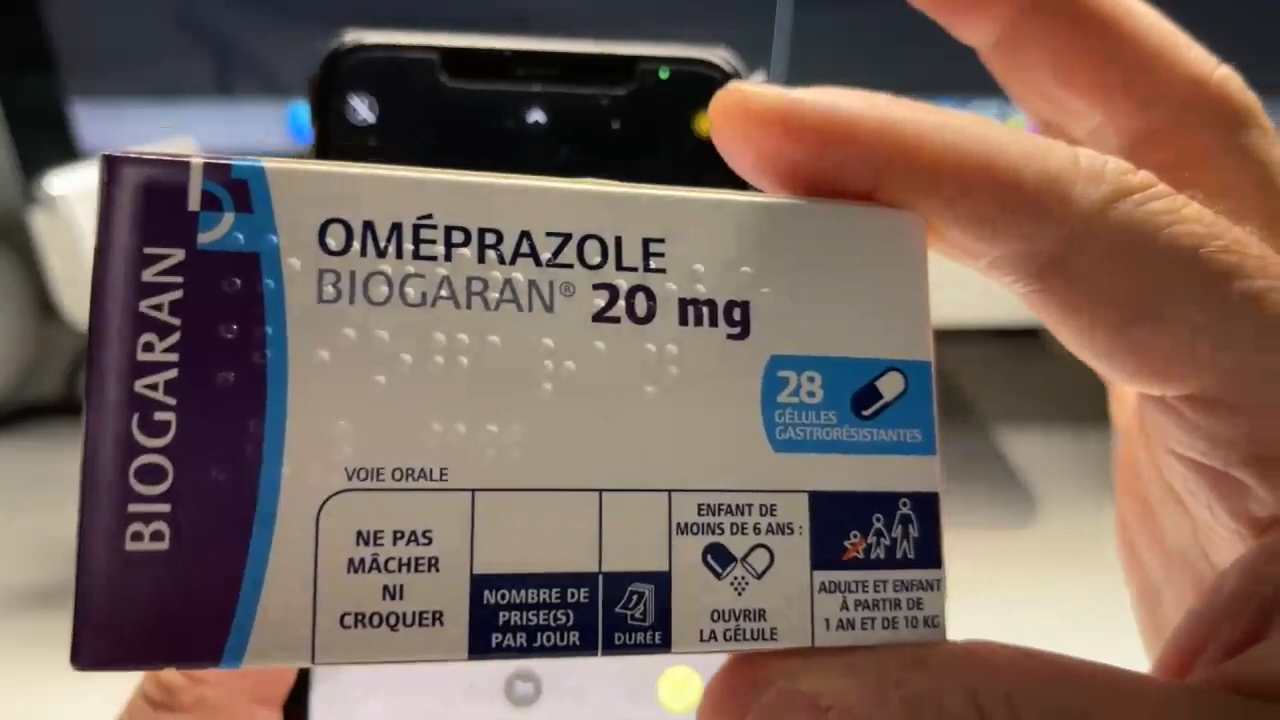 BIOGARAN
OMÉPRAZOLE
BIOGARAN® 20 mg
28
GÉLULES
GASTRORÉSISTANTES
VOIE ORALE
NE PAS
MÂCHER
NI
CROQUER
NOMBRE DE
PRISE(S)
PAR JOUR
12
DURÉE
ENFANT DE
MOINS DE 6 ANS :
OUVRIR
LA GÉLULE
ADULTE ET ENFANT
À PARTIR DE
1 AN ET DE 10 KG